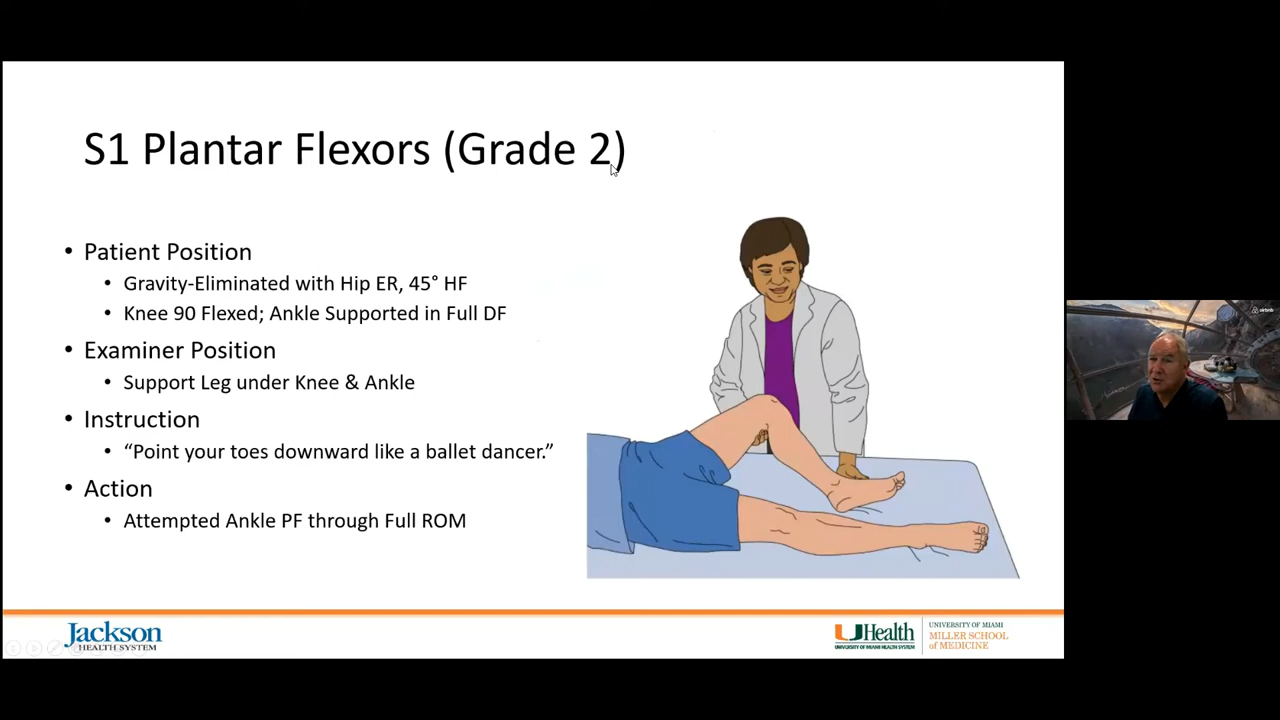 S1 Plantar Flexors (Grade 2)
• Patient Position
• Gravity-Eliminated with Hip ER, 45° HF
• Knee 90 Flexed; Ankle Supported in Full DF
• Examiner Position
• Support Leg under Knee & Ankle
• Instruction
• “Point your toes downward like a ballet dancer.”
• Action
• Attempted Ankle PF through Full ROM
airbnb
Jackson
HEALTH SYSTEM
UHealth
UNIVERSITY OF MIAMI HEALTH SYSTEM
UNIVERSITY OF MIAMI
MILLER SCHOOL
of MEDICINE